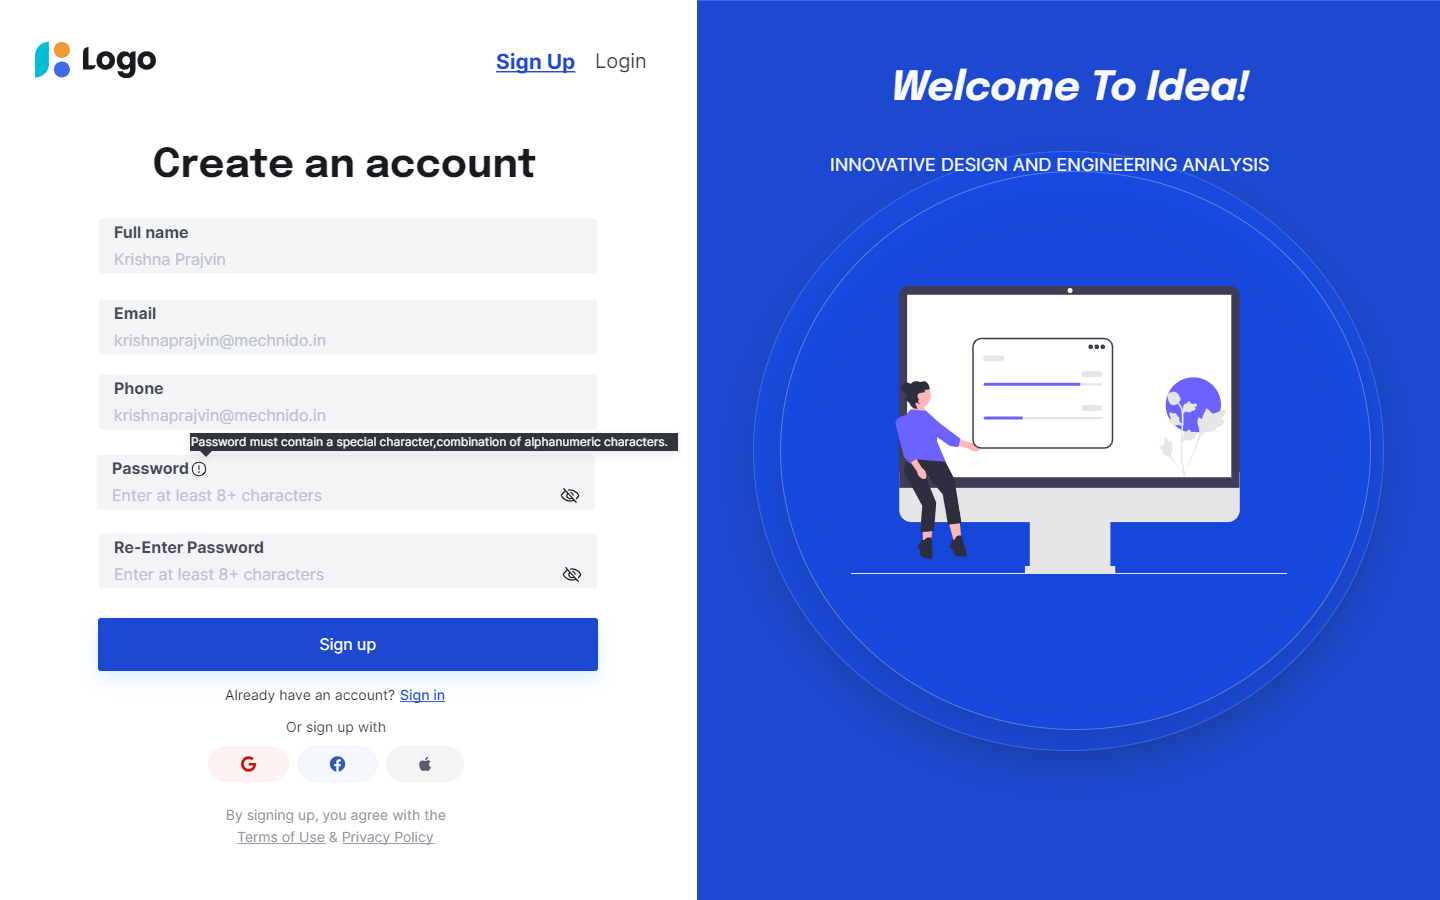 Logo
Sign Up Login
Create an account
Full name
Krishna Prajvin
Email
krishnaprajvin@mechnido.in
Phone
krishnaprajvin@mechnido.in
Password must contain a special character,combination of alphanumeric characters.
Password
Enter at least 8+ characters
Re-Enter Password
Enter at least 8+ characters
Sign up
Already have an account? Sign in
Or sign up with
By signing up, you agree with the
Terms of Use & Privacy Policy
Welcome To Idea!
INNOVATIVE DESIGN AND ENGINEERING ANALYSIS